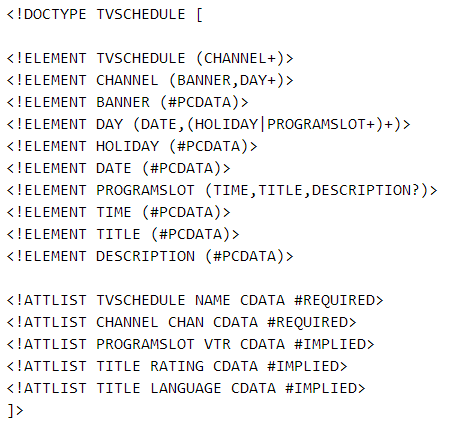 <!DOCTYPE TVSCHEDULE [
<!ELEMENT TVSCHEDULE (CHANNEL+)>
<!ELEMENT CHANNEL (BANNER,DAY+)>
<!ELEMENT BANNER (#PCDATA)>
<!ELEMENT DAY (DATE,(HOLIDAY|PROGRAMSLOT+)+)>
<!ELEMENT HOLIDAY (#PCDATA)>
<!ELEMENT DATE (#PCDATA)>
<!ELEMENT PROGRAMSLOT (TIME,TITLE,DESCRIPTION?)>
<!ELEMENT TIME (#PCDATA)>
<!ELEMENT TITLE (#PCDATA)>
<!ELEMENT DESCRIPTION (#PCDATA)>
<!ATTLIST TVSCHEDULE NAME CDATA #REQUIRED>
<!ATTLIST CHANNEL CHAN CDATA #REQUIRED>
<!ATTLIST PROGRAMSLOT VTR CDATA #IMPLIED>
<!ATTLIST TITLE RATING CDATA #IMPLIED>
<!ATTLIST TITLE LANGUAGE CDATA #IMPLIED>
]>